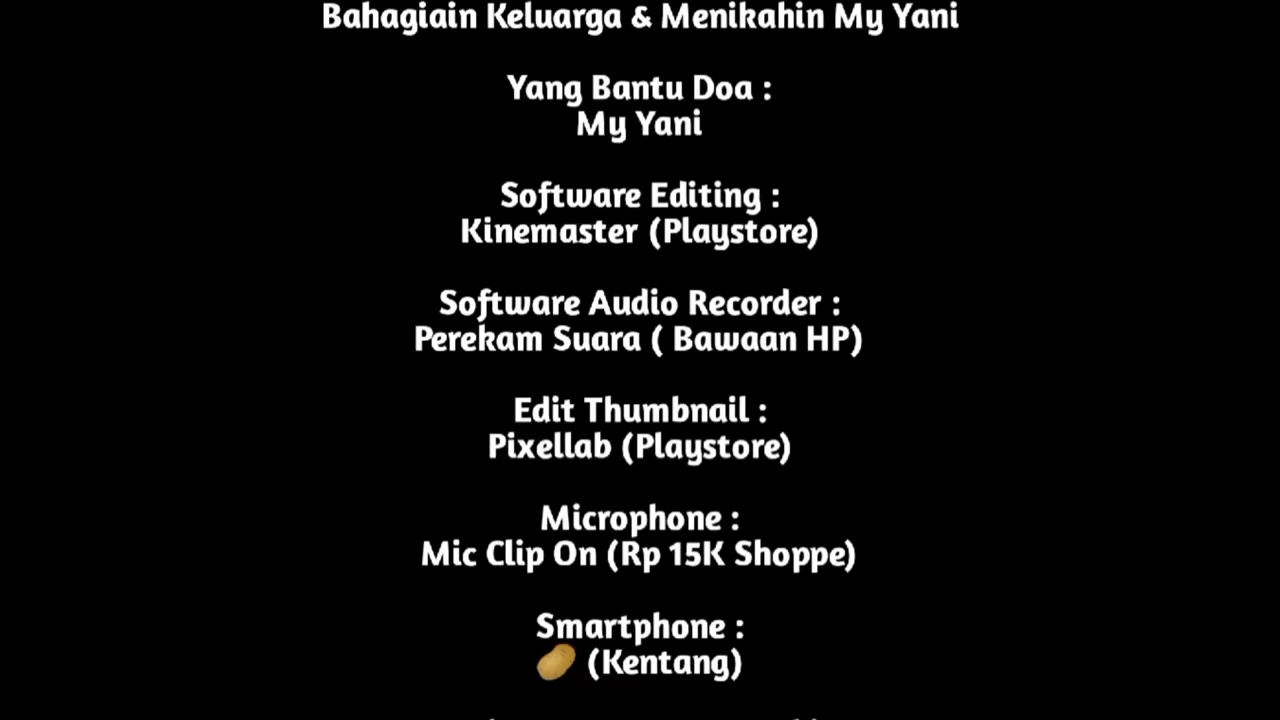 Bahagiain Keluarga & Menikahin My Yani
Yang Bantu Doa :
My Yani
Software Editing :
Kinemaster (Playstore)
Software Audio Recorder :
Perekam Suara ( Bawaan HP)
Edit Thumbnail :
Pixellab (Playstore)
Microphone :
Mic Clip On (Rp 15K Shoppe)
Smartphone :
🥔 (Kentang)